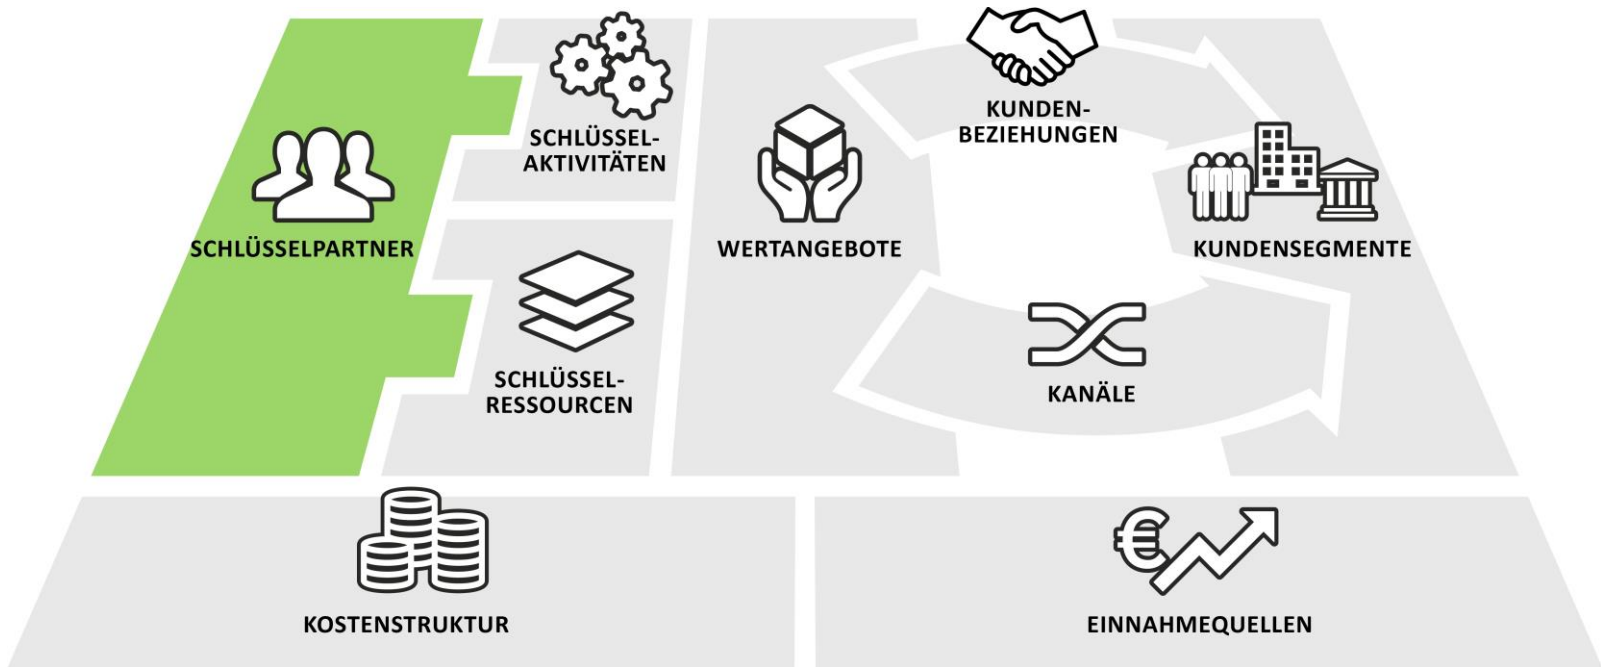 SCHLÜSSELPARTNER
SCHLÜSSEL-
AKTIVITÄTEN
SCHLÜSSEL-
RESSOURCEN
WERTANGEBOTE
KUNDEN-
BEZIEHUNGEN
KANÄLE
KUNDENSEGMENTE
KOSTENSTRUKTUR
€
EINNAHMEQUELLEN